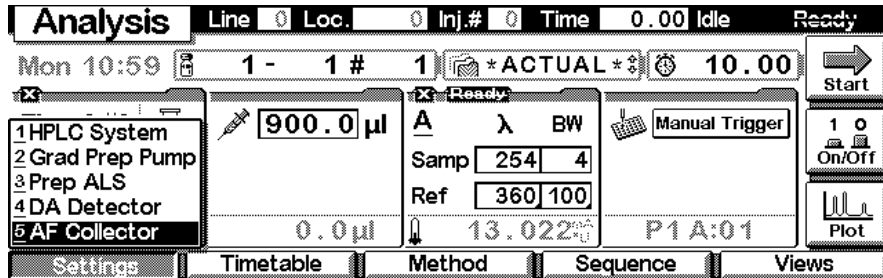 Analysis Line 0 Loc. 0 Inj.# 0 Time 0.00 Idle Ready
Mon 10:59 1 - 1 # 1 *ACTUAL* 10.00
Start
X X Ready
900.0 µl A λ BW Manual Trigger
1 HPLC System
2 Grad Prep Pump
3 Prep ALS
4 DA Detector
5 AF Collector
Samp 254 4
Ref 360 100
0.0 µl 13.022 P1 A:01
1 0
On/Off
Plot
Settings Timetable Method Sequence Views